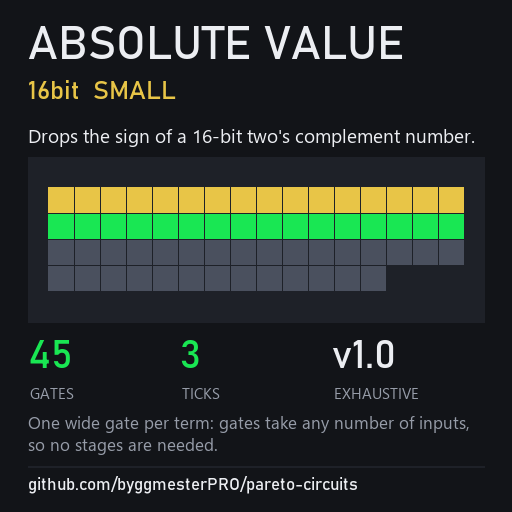 ABSOLUTE VALUE
16bit SMALL
Drops the sign of a 16-bit two's complement number.
45 3 v1.0
GATES TICKS EXHAUSTIVE
One wide gate per term: gates take any number of inputs,
so no stages are needed.
github.com/byggmesterPRO/pareto-circuits